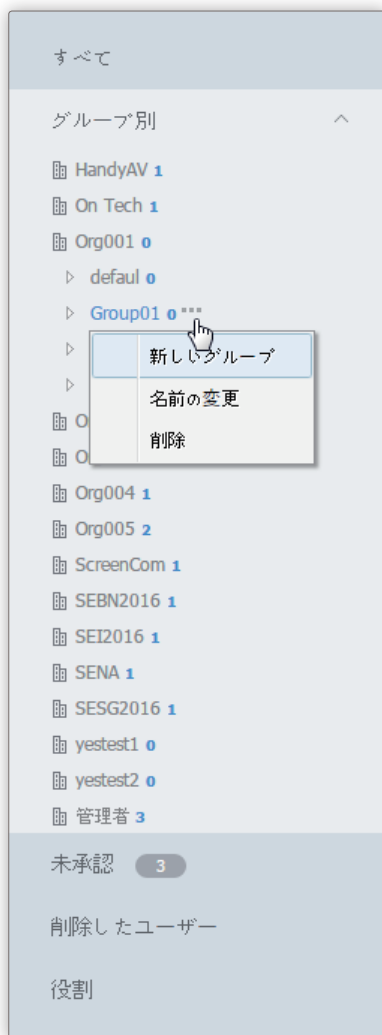 すべて
グループ別
HandyAV 1
On Tech 1
Org001 0
defaul 0
Group01 0
新しいグループ
名前の変更
削除
Org004 1
Org005 2
ScreenCom 1
SEBN2016 1
SEI2016 1
SENA 1
SESG2016 1
yestest1 0
yestest2 0
管理者 3
未承認 3
削除したユーザー
役割